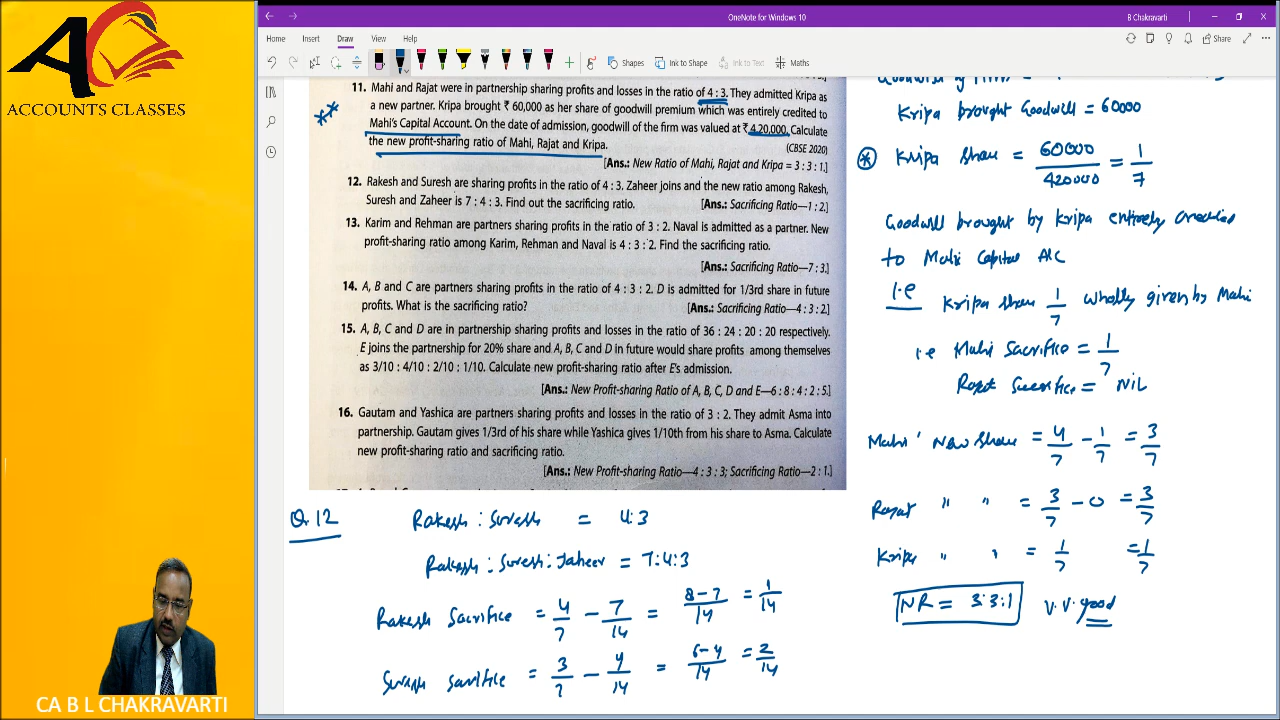 AC
ACCOUNTS CLASSES
OneNote for Windows 10
B Chakravarti
Home Insert Draw View Help
Share
Shapes Ink to Shape Ink to Text Maths
11. Mahi and Rajat were in partnership sharing profits and losses in the ratio of 4 : 3. They admitted Kripa as
a new partner. Kripa brought ₹ 60,000 as her share of goodwill premium which was entirely credited to
Mahi's Capital Account. On the date of admission, goodwill of the firm was valued at ₹ 4,20,000. Calculate
the new profit-sharing ratio of Mahi, Rajat and Kripa. (CBSE 2020)
[Ans.: New Ratio of Mahi, Rajat and Kripa = 3 : 3 : 1.]
12. Rakesh and Suresh are sharing profits in the ratio of 4 : 3. Zaheer joins and the new ratio among Rakesh,
Suresh and Zaheer is 7 : 4 : 3. Find out the sacrificing ratio. [Ans.: Sacrificing Ratio—1 : 2.]
13. Karim and Rehman are partners sharing profits in the ratio of 3 : 2. Naval is admitted as a partner. New
profit-sharing ratio among Karim, Rehman and Naval is 4 : 3 : 2. Find the sacrificing ratio.
[Ans.: Sacrificing Ratio—7 : 3.]
14. A, B and C are partners sharing profits in the ratio of 4 : 3 : 2. D is admitted for 1/3rd share in future
profits. What is the sacrificing ratio? [Ans.: Sacrificing Ratio—4 : 3 : 2.]
15. A, B, C and D are in partnership sharing profits and losses in the ratio of 36 : 24 : 20 : 20 respectively.
E joins the partnership for 20% share and A, B, C and D in future would share profits among themselves
as 3/10 : 4/10 : 2/10 : 1/10. Calculate new profit-sharing ratio after E's admission.
[Ans.: New Profit-sharing Ratio of A, B, C, D and E—6 : 8 : 4 : 2 : 5.]
16. Gautam and Yashica are partners sharing profits and losses in the ratio of 3 : 2. They admit Asma into
partnership. Gautam gives 1/3rd of his share while Yashica gives 1/10th from his share to Asma. Calculate
new profit-sharing ratio and sacrificing ratio.
[Ans.: New Profit-sharing Ratio—4 : 3 : 3; Sacrificing Ratio—2 : 1.]
Q.12 Rakesh : Suresh = 4:3
Rakesh : Suresh : Jaheer = 7:4:3
Rakesh Sacrifice = 4/7 - 7/14 = 8-7/14 = 1/14
Suresh sacrifice = 3/7 - 4/14 = 6-4/14 = 2/14
Kripa brought Goodwill = 60000
Kripa Share = 60000/420000 = 1/7
Goodwill brought by Kripa entirely credited
to Mahi Capital A/C
i.e Kripa share 1/7 wholly given by Mahi
i.e Mahi Sacrifice = 1/7
Rajat Sacrifice = NIL
Mahi' New Share = 4/7 - 1/7 = 3/7
Rajat " " = 3/7 - 0 = 3/7
Kripa " " = 1/7 = 1/7
NR = 3:3:1 V.V.good
CA B L CHAKRAVARTI